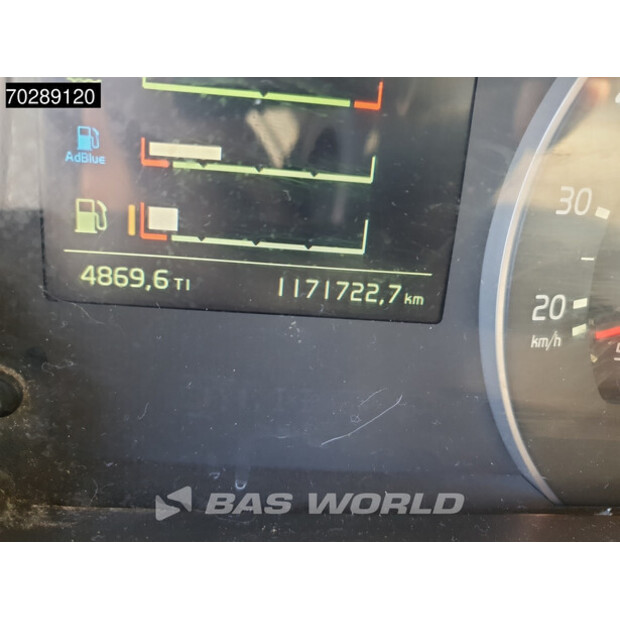 70289120
AdBlue
4869,6 TI
1171722,7 km
30
20
km/h
BAS WORLD